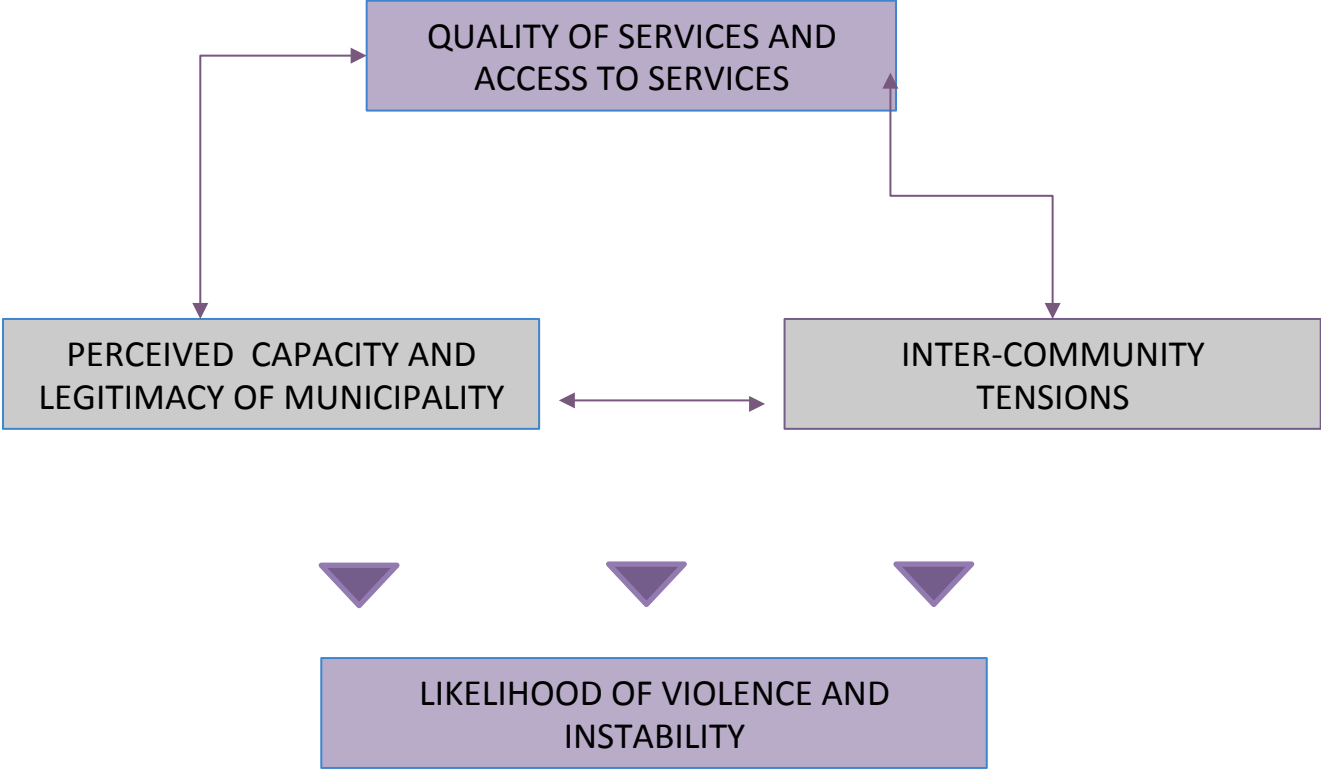 QUALITY OF SERVICES AND
ACCESS TO SERVICES
PERCEIVED CAPACITY AND
LEGITIMACY OF MUNICIPALITY
INTER-COMMUNITY
TENSIONS
LIKELIHOOD OF VIOLENCE AND
INSTABILITY